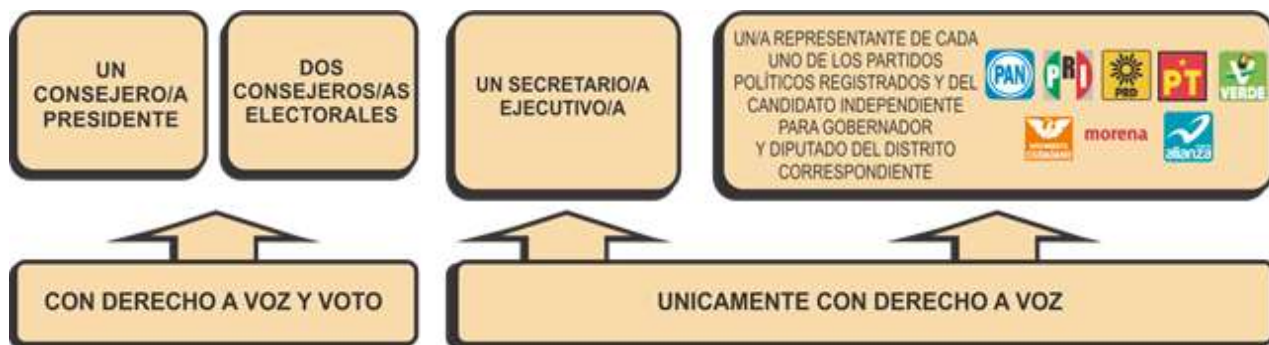 UN
CONSEJERO/A
PRESIDENTE
DOS
CONSEJEROS/AS
ELECTORALES
UN SECRETARIO/A
EJECUTIVO/A
UN/A REPRESENTANTE DE CADA
UNO DE LOS PARTIDOS
POLÍTICOS REGISTRADOS Y DEL
CANDIDATO INDEPENDIENTE
PARA GOBERNADOR
Y DIPUTADO DEL DISTRITO
CORRESPONDIENTE
PAN
PRI
PRD
PT
VERDE
MOVIMIENTO
CIUDADANO
morena
alianza
CON DERECHO A VOZ Y VOTO
UNICAMENTE CON DERECHO A VOZ